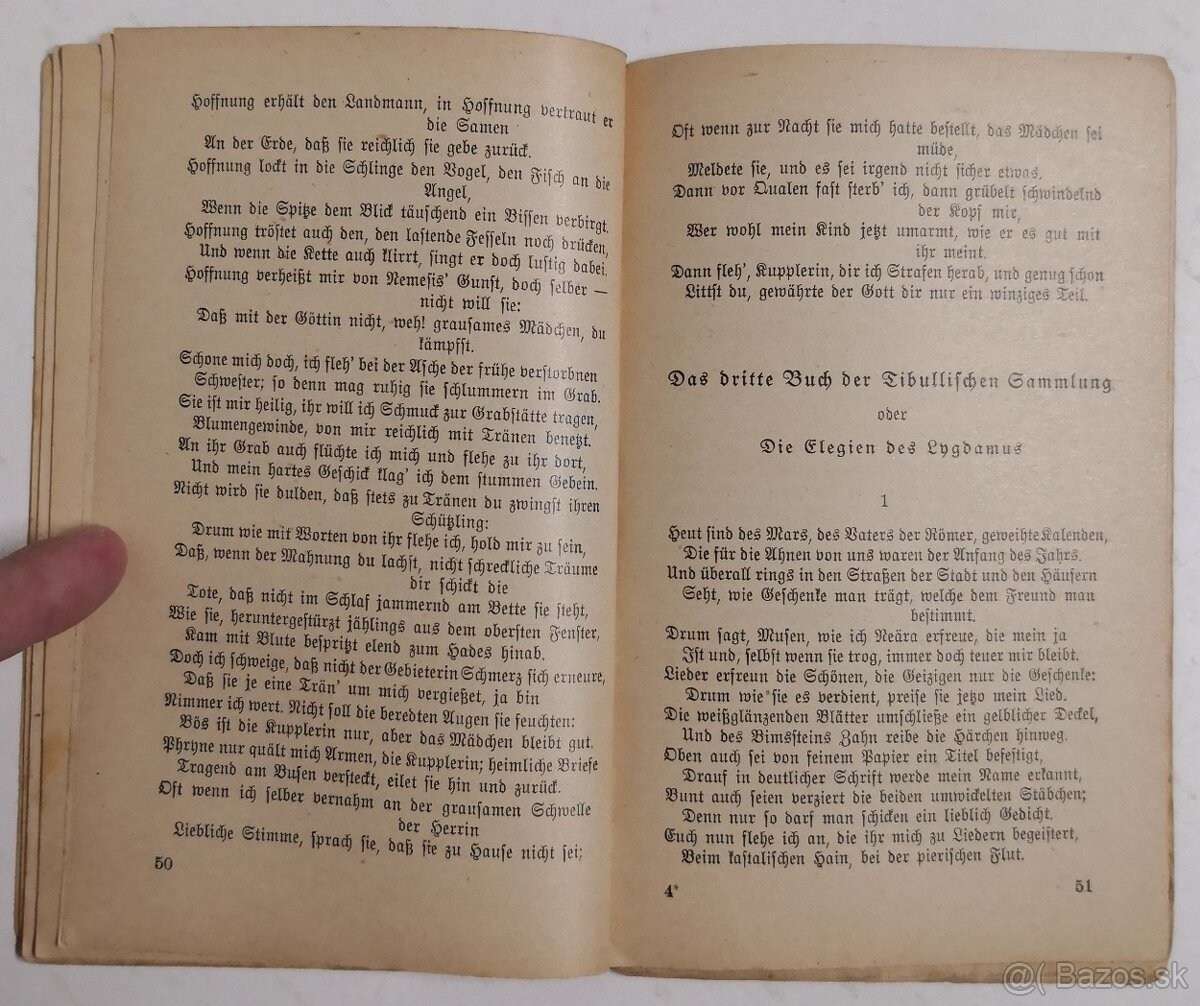 Hoffnung erhält den Landmann, in Hoffnung vertraut er
die Samen
An der Erde, daß sie reichlich sie gebe zurück.
Hoffnung lockt in die Schlinge den Vogel, den Fisch an die
Angel,
Wenn die Spitze dem Blick täuschend ein Bissen verbirgt.
Hoffnung tröstet auch den, den lastende Fesseln noch drücken,
Und wenn die Kette auch klirrt, singt er doch lustig dabei.
Hoffnung verheißt mir von Nemesis' Gunst, doch selber —
nicht will sie:
Daß mit der Göttin nicht, weh! grausames Mädchen, du
kämpfst.
Schone mich doch, ich fleh' bei der Asche der frühe verstorbnen
Schwester; so denn mag ruhig sie schlummern im Grab.
Sie ist mir heilig, ihr will ich Schmuck zur Grabstätte tragen,
Blumengewinde, von mir reichlich mit Tränen benetzt.
An ihr Grab auch flüchte ich mich und flehe zu ihr dort,
Und mein hartes Geschick klag' ich dem stummen Gebein.
Nicht wird sie dulden, daß stets zu Tränen du zwingst ihren
Schützling:
Drum wie mit Worten von ihr flehe ich, hold mir zu sein,
Daß, wenn der Mahnung du lachst, nicht schreckliche Träume
dir schickt die
Tote, daß nicht im Schlaf jammernd am Bette sie steht,
Wie sie, heruntergestürzt jählings aus dem obersten Fenster,
Kam mit Blute bespritzt elend zum Hades hinab.
Doch ich schweige, daß nicht der Gebieterin Schmerz sich erneure,
Daß sie je eine Trän' um mich vergießet, ja bin
Nimmer ich wert. Nicht soll die beredten Augen sie feuchten:
Bös ist die Kupplerin nur, aber das Mädchen bleibt gut.
Phryne nur quält mich Armen, die Kupplerin; heimliche Briefe
Tragend am Busen versteckt, eilet sie hin und zurück.
Oft wenn ich selber vernahm an der grausamen Schwelle
der Herrin
Liebliche Stimme, sprach sie, daß sie zu Hause nicht sei;
50
Oft wenn zur Nacht sie mich hatte bestellt, das Mädchen sei
müde,
Meldete sie, und es sei irgend nicht sicher etwas.
Dann vor Qualen fast sterb' ich, dann grübelt schwindelnd
der Kopf mir,
Wer wohl mein Kind jetzt umarmt, wie er es gut mit
ihr meint.
Dann fleh', Kupplerin, dir ich Strafen herab, und genug schon
Littst du, gewährte der Gott dir nur ein winziges Teil.
Das dritte Buch der Tibullischen Sammlung
oder
Die Elegien des Lygdamus
1
Heut sind des Mars, des Vaters der Römer, geweihte Kalenden,
Die für die Ahnen von uns waren der Anfang des Jahrs.
Und überall rings in den Straßen der Stadt und den Häusern
Seht, wie Geschenke man trägt, welche dem Freund man
bestimmt.
Drum sagt, Musen, wie ich Neära erfreue, die mein ja
Ist und, selbst wenn sie trog, immer doch teuer mir bleibt.
Lieder erfreun die Schönen, die Geizigen nur die Geschenke:
Drum wie sie es verdient, preise sie jetzo mein Lied.
Die weißglänzenden Blätter umschließe ein gelblicher Deckel,
Und des Bimssteins Zahn reibe die Härchen hinweg.
Oben auch sei von feinem Papier ein Titel befestigt,
Drauf in deutlicher Schrift werde mein Name erkannt,
Bunt auch seien verziert die beiden umwickelten Stäbchen;
Denn nur so darf man schicken ein lieblich Gedicht.
Euch nun flehe ich an, die ihr mich zu Liedern begeistert,
Beim kastalischen Hain, bei der pierischen Flut.
4*
51
@( Bazos.sk